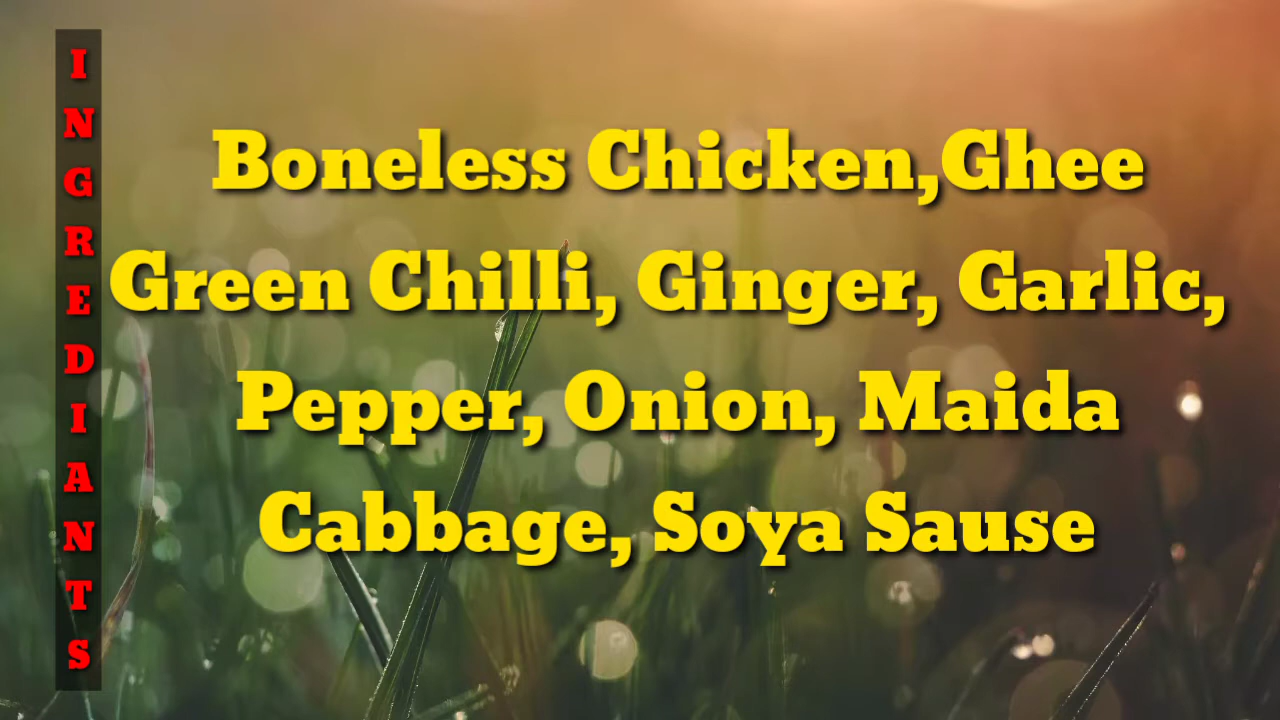 INGREDIANTS
Boneless Chicken,Ghee
Green Chilli, Ginger, Garlic,
Pepper, Onion, Maida
Cabbage, Soya Sause